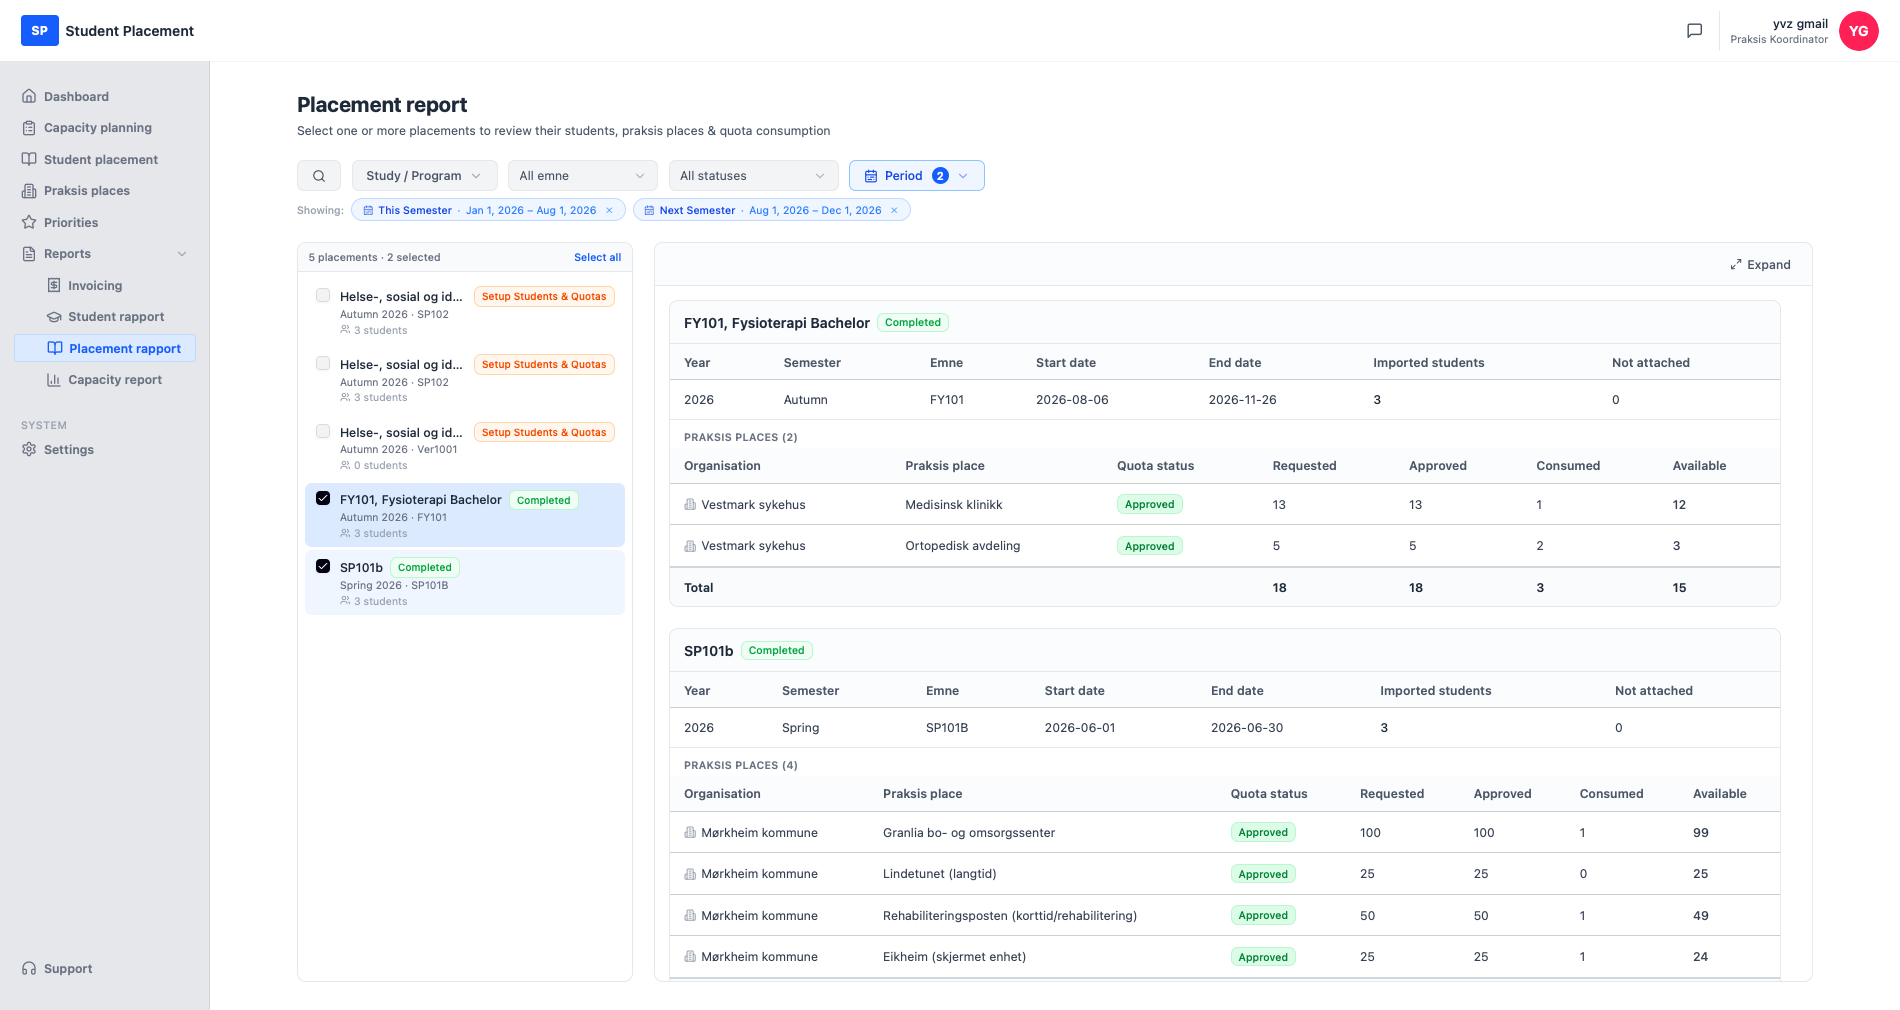 SP Student Placement
yvz gmail
Praksis Koordinator
YG
Dashboard
Capacity planning
Student placement
Praksis places
Priorities
Reports
Invoicing
Student rapport
Placement rapport
Capacity report
SYSTEM
Settings
Support
Placement report
Select one or more placements to review their students, praksis places & quota consumption
Study / Program All emne All statuses Period 2
Showing: This Semester · Jan 1, 2026 – Aug 1, 2026 × Next Semester · Aug 1, 2026 – Dec 1, 2026 ×
5 placements · 2 selected Select all
Helse-, sosial og id... Setup Students & Quotas
Autumn 2026 · SP102
3 students
Helse-, sosial og id... Setup Students & Quotas
Autumn 2026 · SP102
3 students
Helse-, sosial og id... Setup Students & Quotas
Autumn 2026 · Ver1001
0 students
FY101, Fysioterapi Bachelor Completed
Autumn 2026 · FY101
3 students
SP101b Completed
Spring 2026 · SP101B
3 students
Expand
FY101, Fysioterapi Bachelor Completed
Year Semester Emne Start date End date Imported students Not attached
2026 Autumn FY101 2026-08-06 2026-11-26 3 0
PRAKSIS PLACES (2)
Organisation Praksis place Quota status Requested Approved Consumed Available
Vestmark sykehus Medisinsk klinikk Approved 13 13 1 12
Vestmark sykehus Ortopedisk avdeling Approved 5 5 2 3
Total 18 18 3 15
SP101b Completed
Year Semester Emne Start date End date Imported students Not attached
2026 Spring SP101B 2026-06-01 2026-06-30 3 0
PRAKSIS PLACES (4)
Organisation Praksis place Quota status Requested Approved Consumed Available
Mørkheim kommune Granlia bo- og omsorgssenter Approved 100 100 1 99
Mørkheim kommune Lindetunet (langtid) Approved 25 25 0 25
Mørkheim kommune Rehabiliteringsposten (korttid/rehabilitering) Approved 50 50 1 49
Mørkheim kommune Eikheim (skjermet enhet) Approved 25 25 1 24